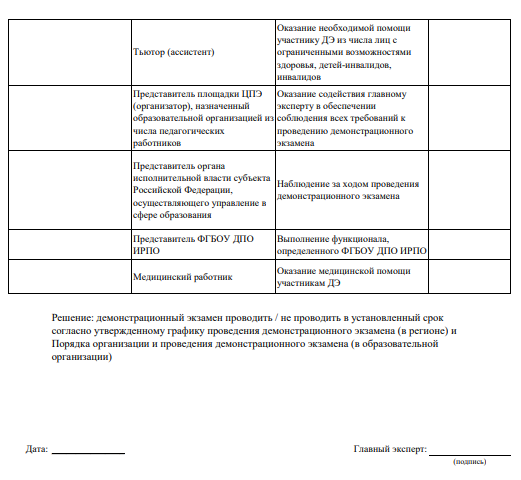 Тьютор (ассистент)
Оказание необходимой помощи
участнику ДЭ из числа лиц с
ограниченными возможностями
здоровья, детей-инвалидов,
инвалидов
Представитель площадки ЦПЭ
(организатор), назначенный
образовательной организацией из
числа педагогических
работников
Оказание содействия главному
эксперту в обеспечении
соблюдения всех требований к
проведению демонстрационного
экзамена
Представитель органа
исполнительной власти субъекта
Российской Федерации,
осуществляющего управление в
сфере образования
Наблюдение за ходом проведения
демонстрационного экзамена
Представитель ФГБОУ ДПО
ИРПО
Выполнение функционала,
определенного ФГБОУ ДПО ИРПО
Медицинский работник
Оказание медицинской помощи
участникам ДЭ
Решение: демонстрационный экзамен проводить / не проводить в установленный срок
согласно утвержденному графику проведения демонстрационного экзамена (в регионе) и
Порядка организации и проведения демонстрационного экзамена (в образовательной
организации)
Дата: ____________ Главный эксперт: ____________
(подпись)